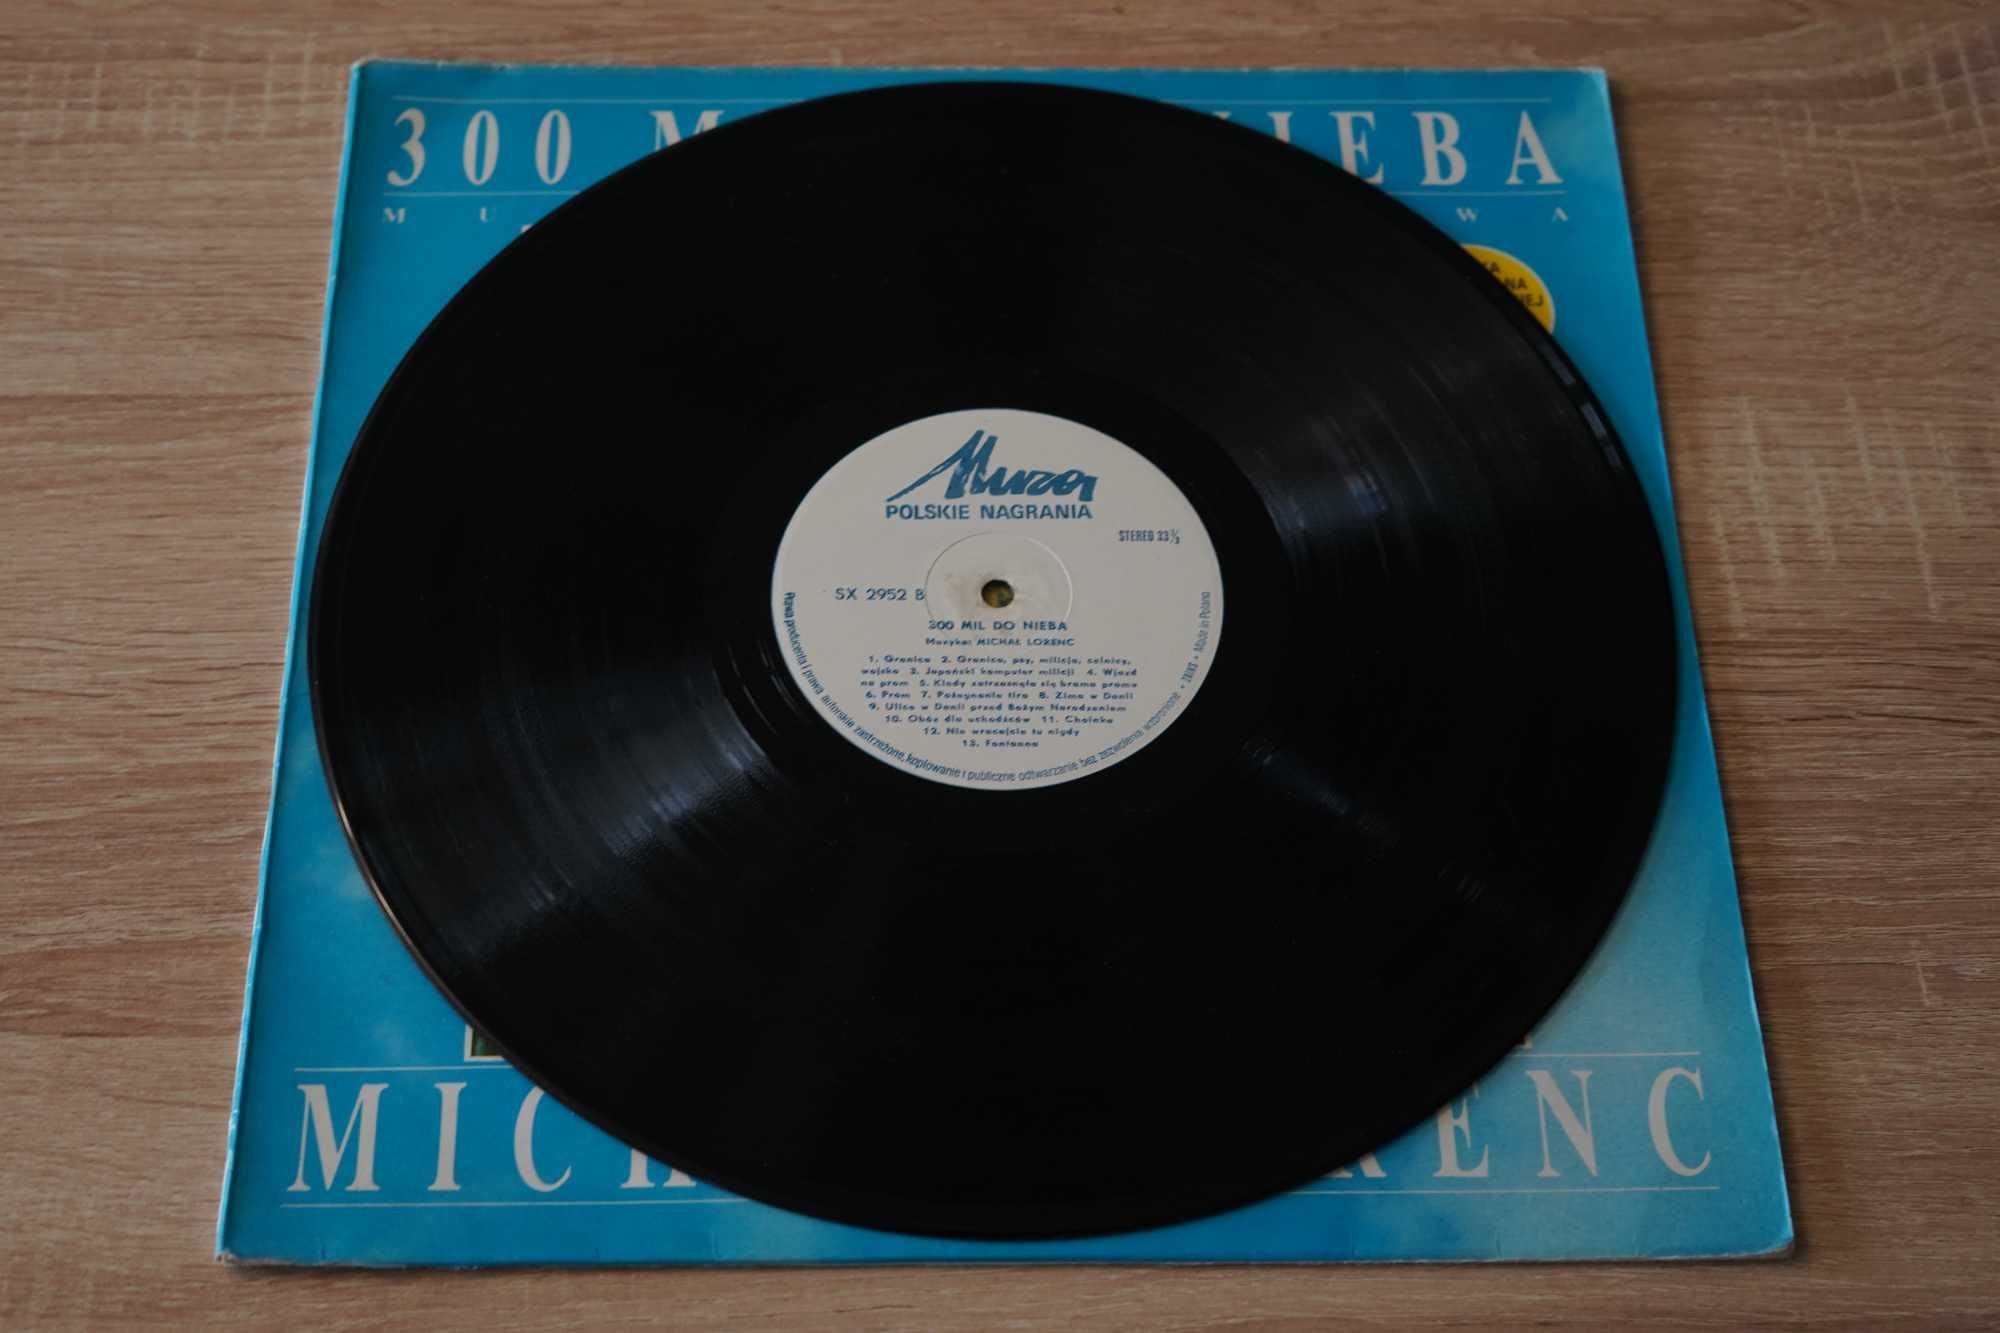 300 M IEBA
M U W A
KA
NA
NEJ
Muza
POLSKIE NAGRANIA
STEREO 33⅓
SX 2952 B
300 MIL DO NIEBA
Muzyka: MICHAŁ LORENC
1. Granica 2. Granica, psy, milicja, celnicy,
wojsko 3. Japoński komputer milicji 4. Wjazd
na prom 5. Kiedy zatrzasnęła się brama promu
6. Prom 7. Pożegnanie tira 8. Zima w Danii
9. Ulica w Danii przed Bożym Narodzeniem
10. Obóz dla uchodźców 11. Choinka
12. Nie wracajcie tu nigdy
13. Fontanna
Prawa producenta i prawa autorskie zastrzeżone, kopiowanie i publiczne odtwarzanie bez zezwolenia wzbronione • ZAIKS • Made in Poland
MICH RENC